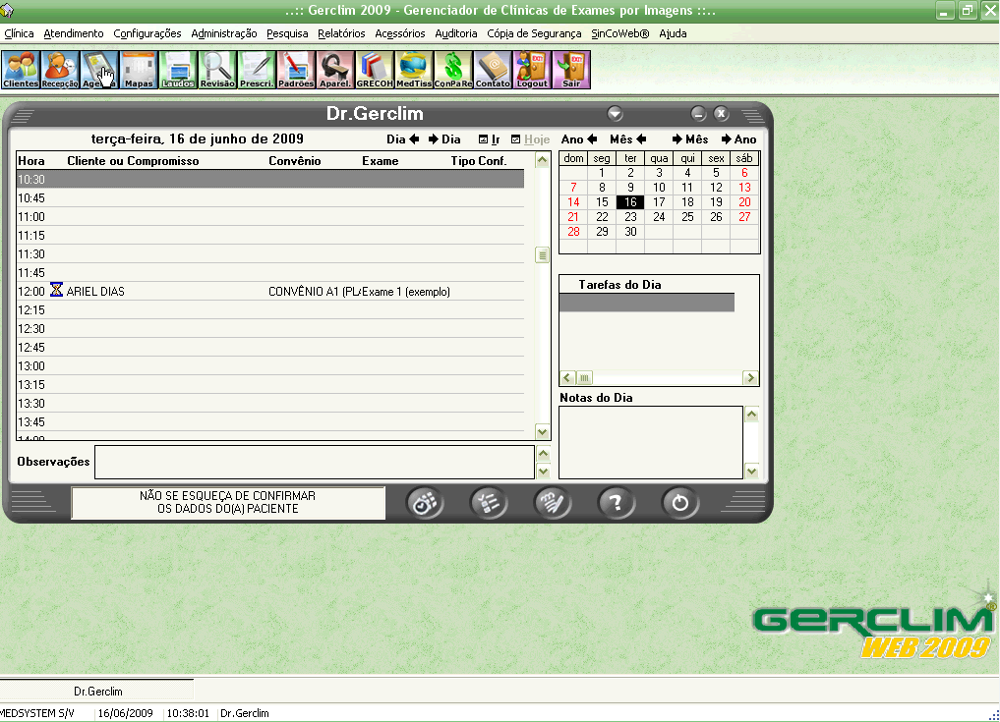 ..:: Gerclim 2009 - Gerenciador de Clínicas de Exames por Imagens ::..
Clínica Atendimento Configurações Administração Pesquisa Relatórios Acessórios Auditoria Cópia de Segurança SinCoWeb® Ajuda
Clientes Recepção Mapas Laudos Revisão Prescri. Padrões Aparel. GRECOH MedTiss ConPaRe Contato Logout Sair
Dr.Gerclim
terça-feira, 16 de junho de 2009 Dia Dia Ir Hoje Ano Mês Mês Ano
Hora Cliente ou Compromisso Convênio Exame Tipo Conf.
10:30
10:45
11:00
11:15
11:30
11:45
12:00 ARIEL DIAS CONVÊNIO A1 (PLA Exame 1 (exemplo)
12:15
12:30
12:45
13:00
13:15
13:30
13:45
14:00
dom seg ter qua qui sex sáb
1 2 3 4 5 6
7 8 9 10 11 12 13
14 15 16 17 18 19 20
21 22 23 24 25 26 27
28 29 30
Tarefas do Dia
Notas do Dia
Observações
NÃO SE ESQUEÇA DE CONFIRMAR
OS DADOS DO(A) PACIENTE
GERCLIM
WEB 2009
Dr.Gerclim
MEDSYSTEM S/V 16/06/2009 10:38:01 Dr.Gerclim